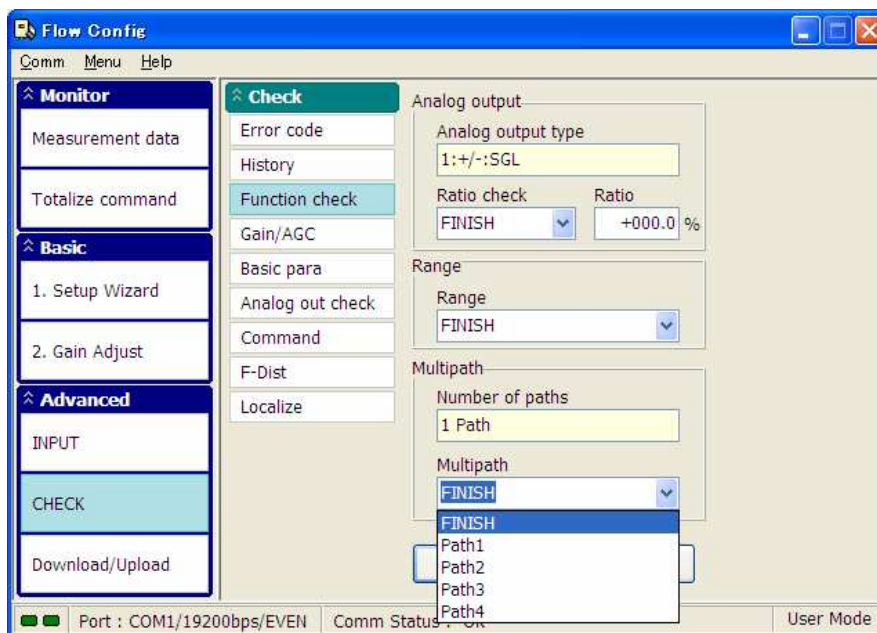 Flow Config
Comm Menu Help
Monitor
Measurement data
Totalize command
Basic
1. Setup Wizard
2. Gain Adjust
Advanced
INPUT
CHECK
Download/Upload
Check
Error code
History
Function check
Gain/AGC
Basic para
Analog out check
Command
F-Dist
Localize
Analog output
Analog output type
1:+/-:SGL
Ratio check Ratio
FINISH +000.0 %
Range
Range
FINISH
Multipath
Number of paths
1 Path
Multipath
FINISH
FINISH
Path1
Path2
Path3
Path4
Port : COM1/19200bps/EVEN Comm Status : User Mode